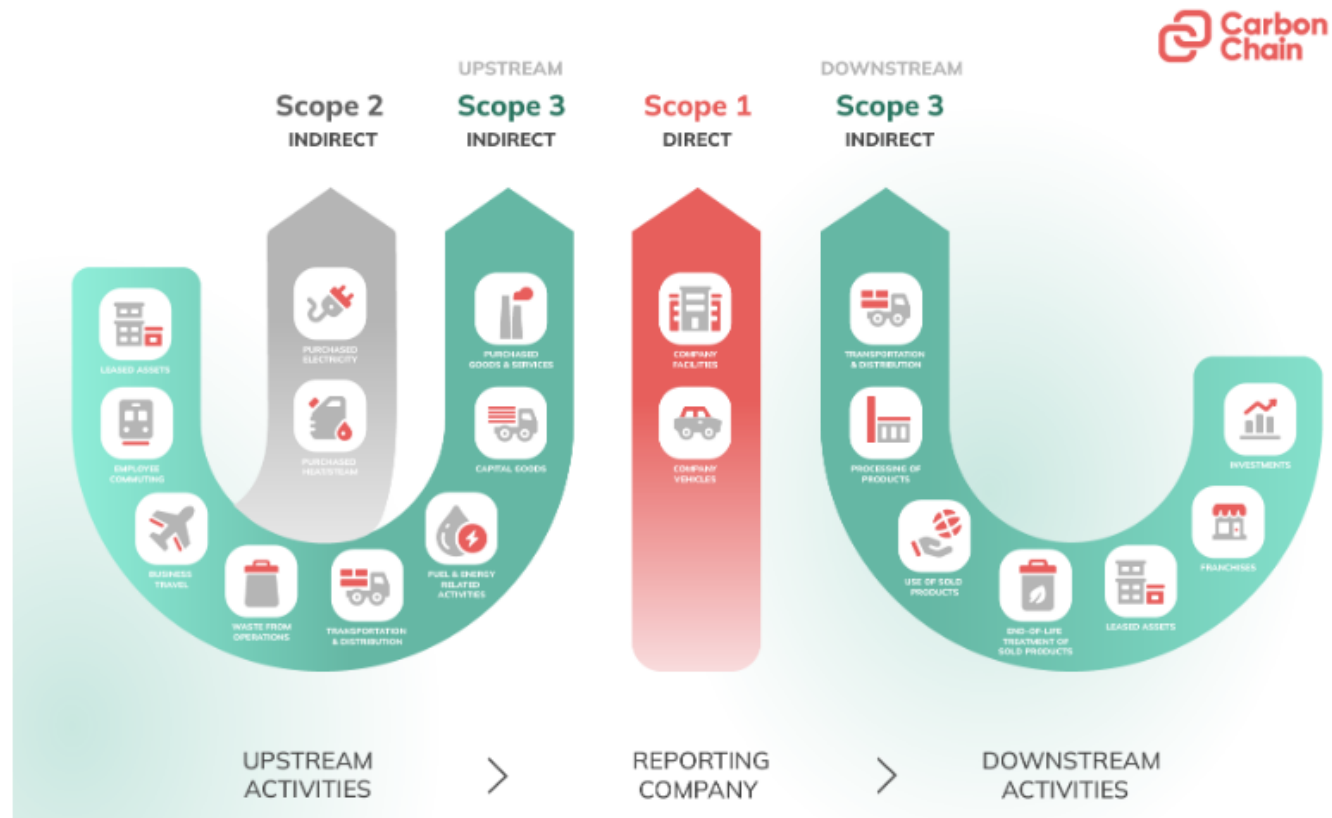 Carbon
Chain
UPSTREAM
DOWNSTREAM
Scope 2
Scope 3
Scope 1
Scope 3
INDIRECT
INDIRECT
DIRECT
INDIRECT
LEASED ASSETS
EMPLOYEE
COMMUTING
BUSINESS
TRAVEL
WASTE FROM
OPERATIONS
TRANSPORTATION
& DISTRIBUTION
FUEL & ENERGY
RELATED
ACTIVITIES
CAPITAL GOODS
PURCHASED
GOODS & SERVICES
PURCHASED
ELECTRICITY
PURCHASED
HEAT/STEAM
COMPANY
FACILITIES
COMPANY
VEHICLES
TRANSPORTATION
& DISTRIBUTION
PROCESSING OF
PRODUCTS
USE OF SOLD
PRODUCTS
END-OF-LIFE
TREATMENT OF
SOLD PRODUCTS
LEASED ASSETS
FRANCHISES
INVESTMENTS
UPSTREAM
ACTIVITIES
>
REPORTING
COMPANY
>
DOWNSTREAM
ACTIVITIES